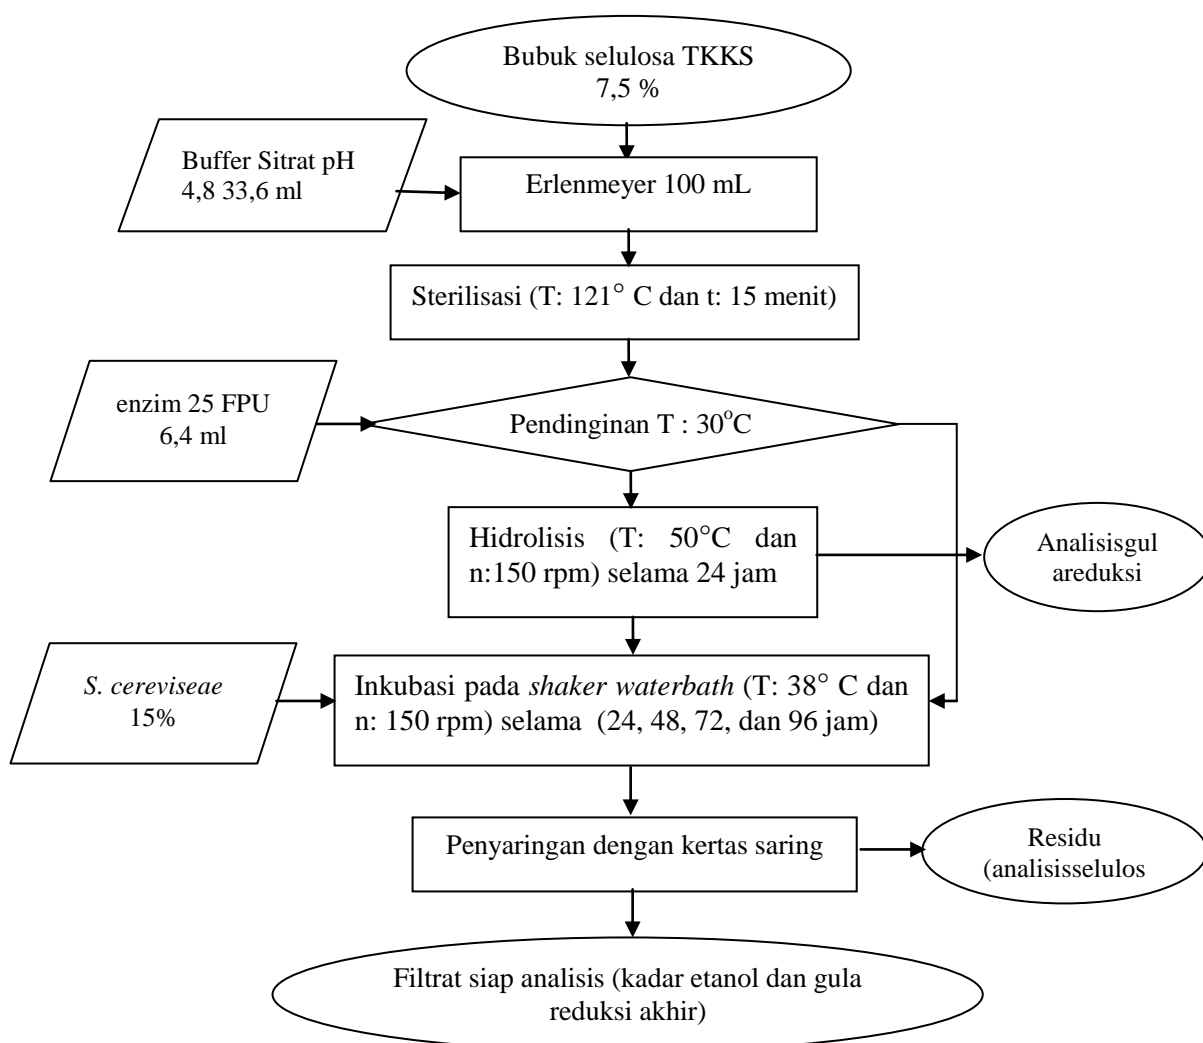 Bubuk selulosa TKKS
7,5 %
Buffer Sitrat pH
4,8 33,6 ml
Erlenmeyer 100 mL
Sterilisasi (T: 121° C dan t: 15 menit)
enzim 25 FPU
6,4 ml
Pendinginan T : 30°C
Hidrolisis (T: 50°C dan
n:150 rpm) selama 24 jam
Analisisgul
areduksi
S. cereviseae
15%
Inkubasi pada shaker waterbath (T: 38° C dan
n: 150 rpm) selama (24, 48, 72, dan 96 jam)
Penyaringan dengan kertas saring
Residu
(analisisselulos
Filtrat siap analisis (kadar etanol dan gula
reduksi akhir)